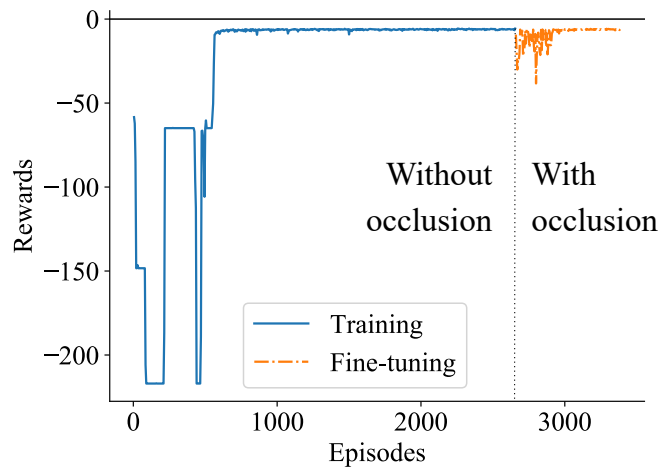 0
−50
−100
−150
−200
Rewards
Without
occlusion
With
occlusion
Training
Fine-tuning
0
1000
2000
3000
Episodes